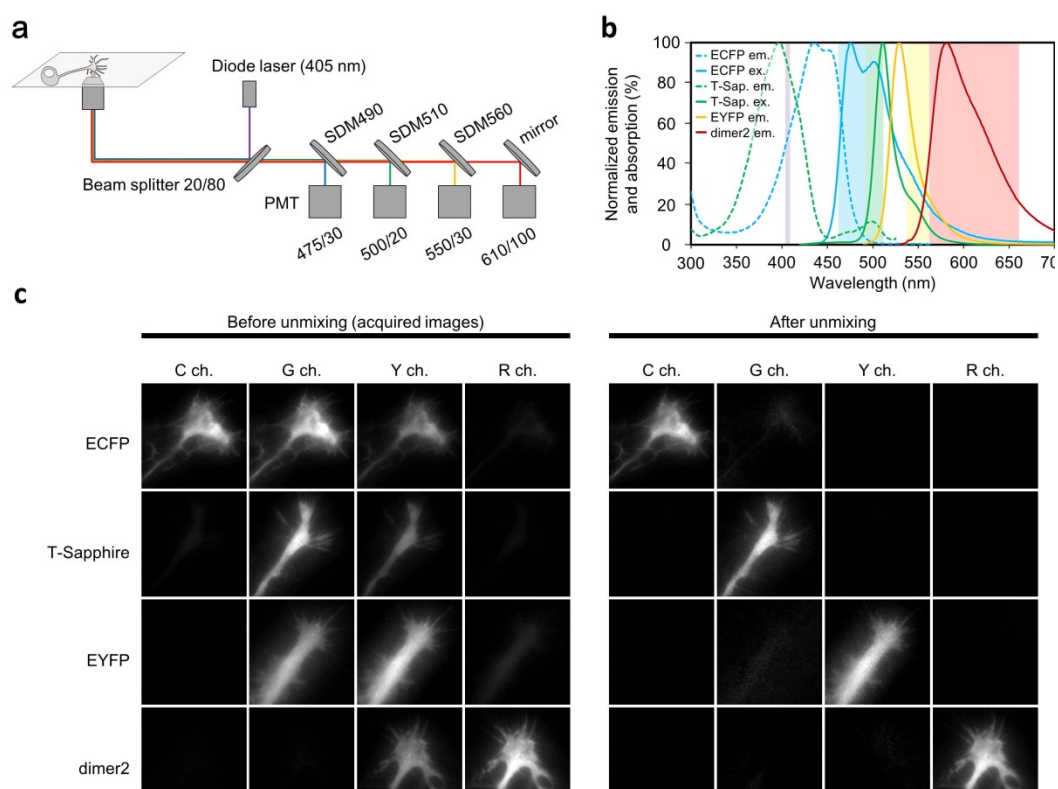 a
Diode laser (405 nm)
SDM490
SDM510
SDM560
mirror
Beam splitter 20/80
PMT
475/30
500/20
550/30
610/100
b
Normalized emission
and absorption (%)
100
80
60
40
20
0
ECFP em.
ECFP ex.
T-Sap. em.
T-Sap. ex.
EYFP em.
dimer2 em.
300 350 400 450 500 550 600 650 700
Wavelength (nm)
c
Before unmixing (acquired images)
After unmixing
C ch. G ch. Y ch. R ch.
C ch. G ch. Y ch. R ch.
ECFP
T-Sapphire
EYFP
dimer2